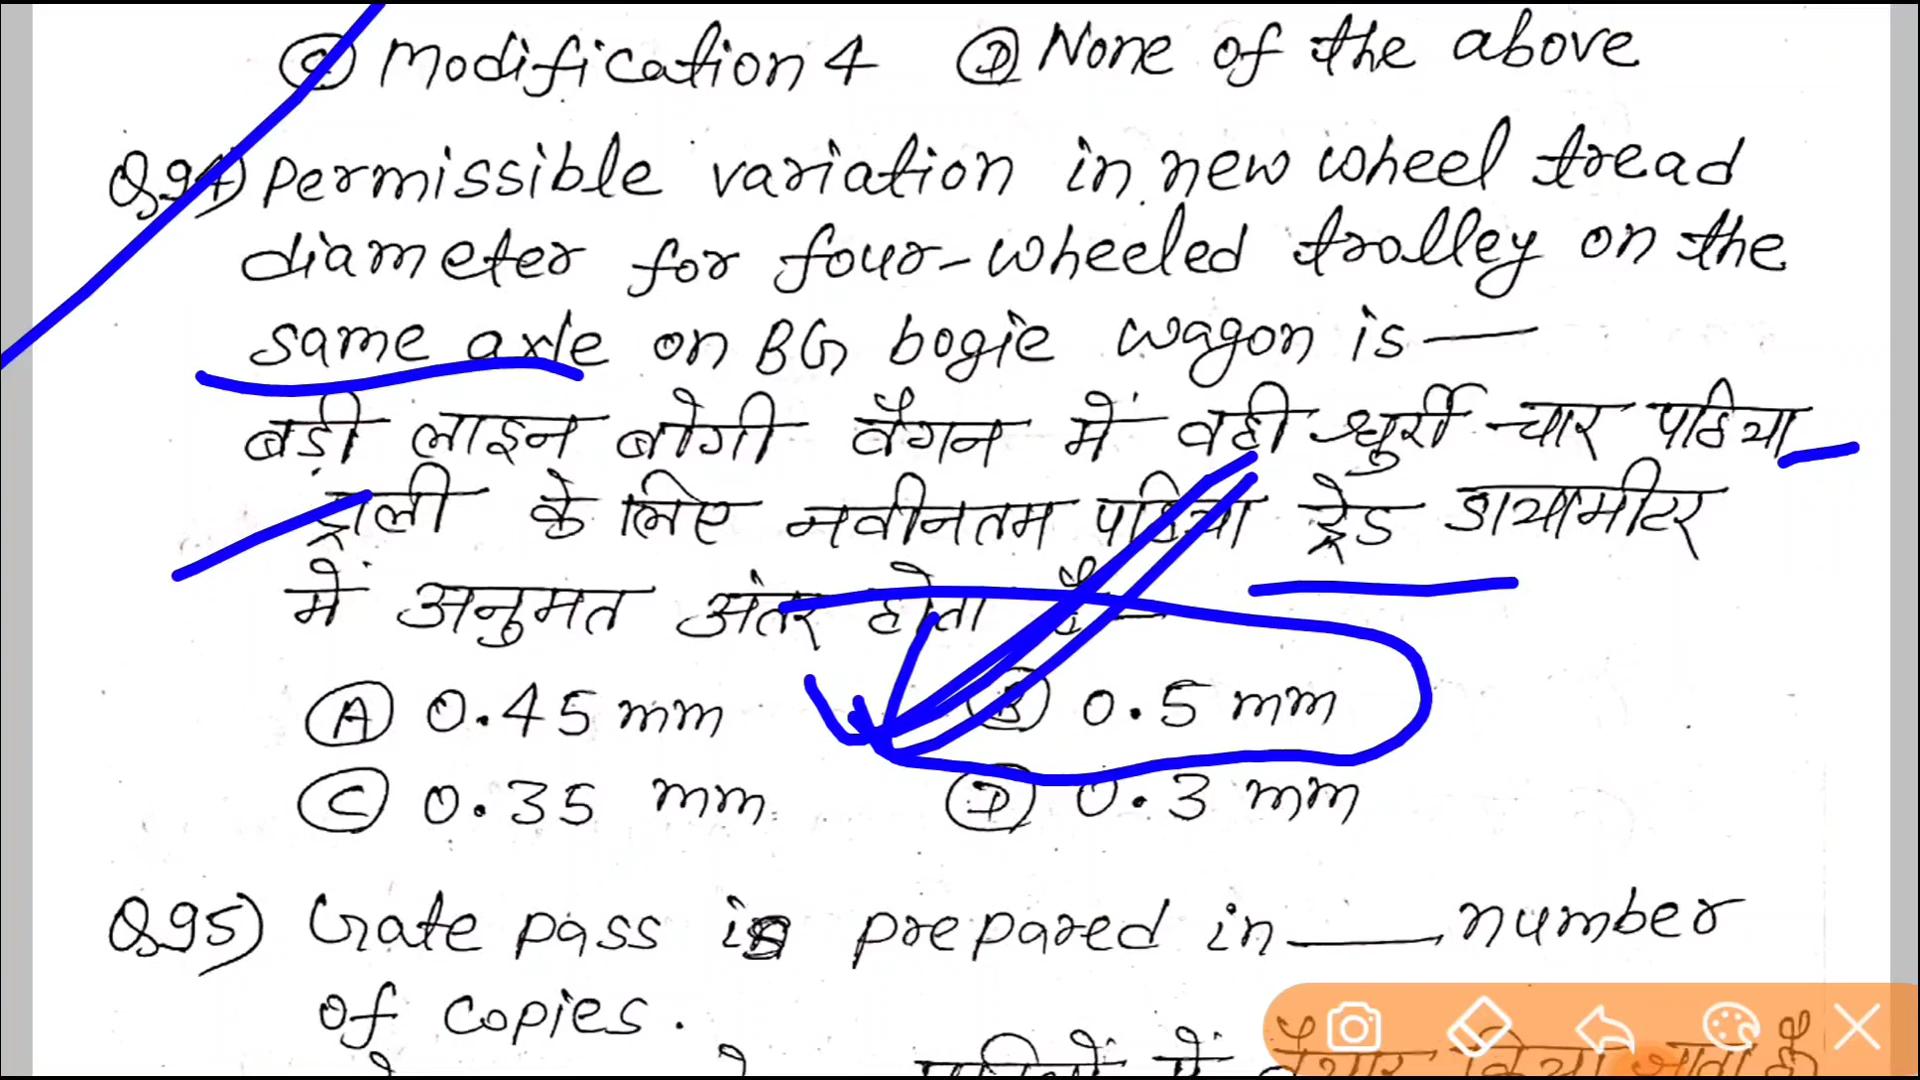 (C) Modification 4 (D) None of the above
Q.94) Permissible variation in new wheel tread
diameter for four-wheeled trolley on the
same axle on BG bogie wagon is —
बड़ी लाइन बोगी वैगन में वही धुर्री चार पहिया
ट्राली के लिए नवीनतम पहिया ट्रेड डायामीटर
में अनुमत अंतर होता है —
(A) 0.45 mm (B) 0.5 mm
(C) 0.35 mm (D) 0.3 mm
Q.95) Gate pass is prepared in ___ number
of copies.